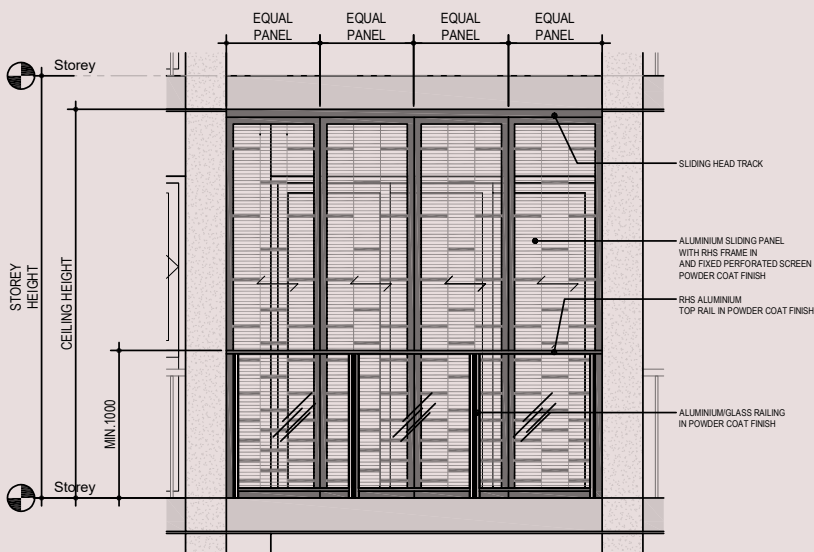 EQUAL
PANEL
EQUAL
PANEL
EQUAL
PANEL
EQUAL
PANEL
Storey
SLIDING HEAD TRACK
STOREY
HEIGHT
CEILING HEIGHT
ALUMINIUM SLIDING PANEL
WITH RHS FRAME IN
AND FIXED PERFORATED SCREEN
POWDER COAT FINISH
RHS ALUMINIUM
TOP RAIL IN POWDER COAT FINISH
MIN.1000
ALUMINIUM/GLASS RAILING
IN POWDER COAT FINISH
Storey